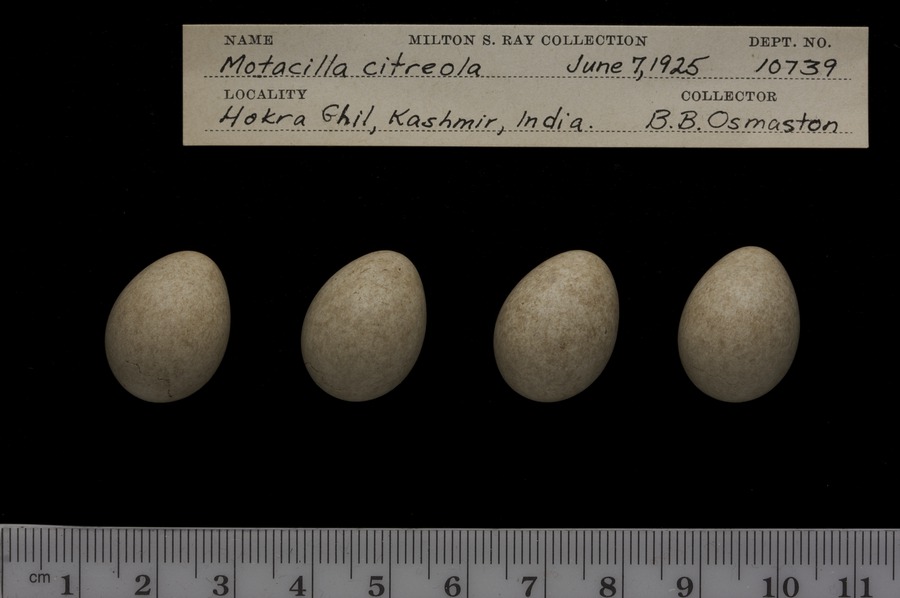 NAME MILTON S. RAY COLLECTION DEPT. NO.
Motacilla citreola June 7, 1925 10739
LOCALITY COLLECTOR
Hokra Ghil, Kashmir, India. B.B. Osmaston
cm 1 2 3 4 5 6 7 8 9 10 11